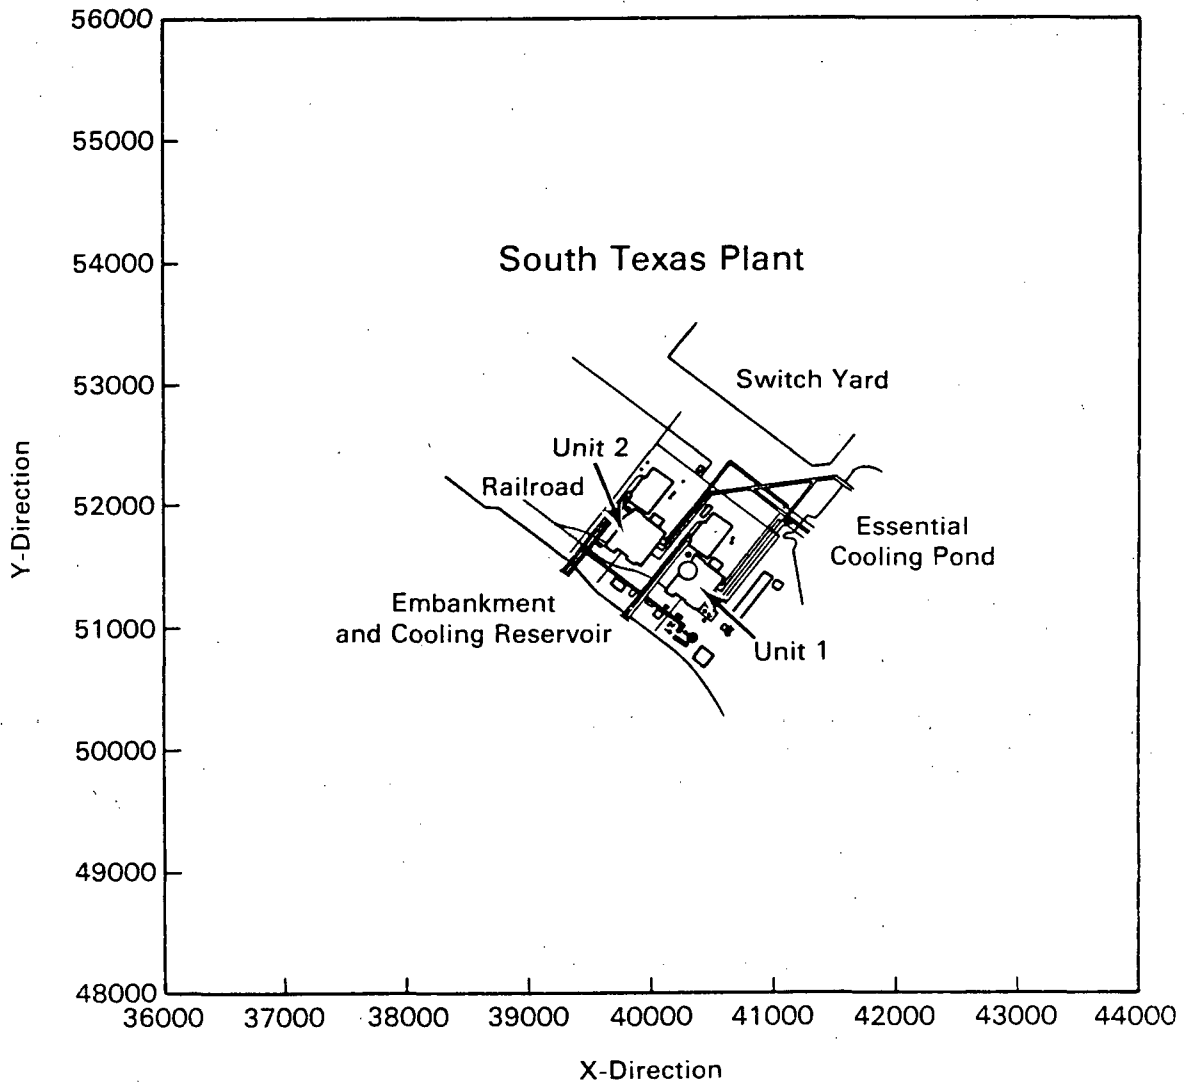 56000
55000
54000
South Texas Plant
53000
Switch Yard
Unit 2
Railroad
52000
Essential
Cooling Pond
Y-Direction
Embankment
and Cooling Reservoir
51000
Unit 1
50000
49000
48000
36000 37000 38000 39000 40000 41000 42000 43000 44000
X-Direction